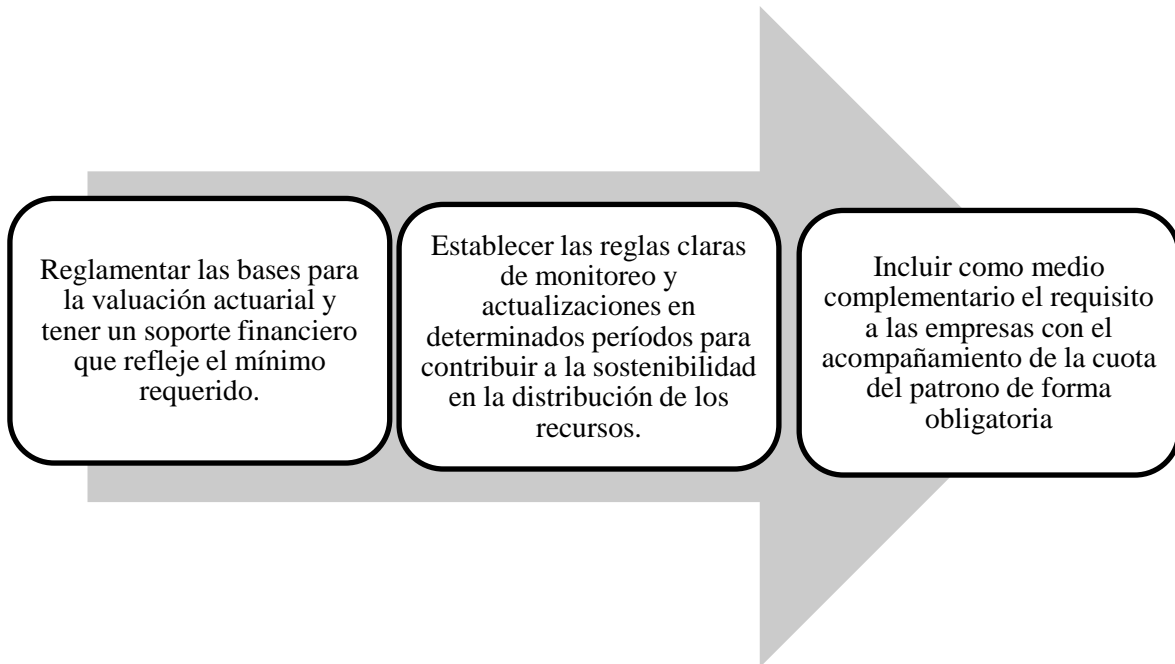 Reglamentar las bases para
la valuación actuarial y
tener un soporte financiero
que refleje el mínimo
requerido.
Establecer las reglas claras
de monitoreo y
actualizaciones en
determinados períodos para
contribuir a la sostenibilidad
en la distribución de los
recursos.
Incluir como medio
complementario el requisito
a las empresas con el
acompañamiento de la cuota
del patrono de forma
obligatoria